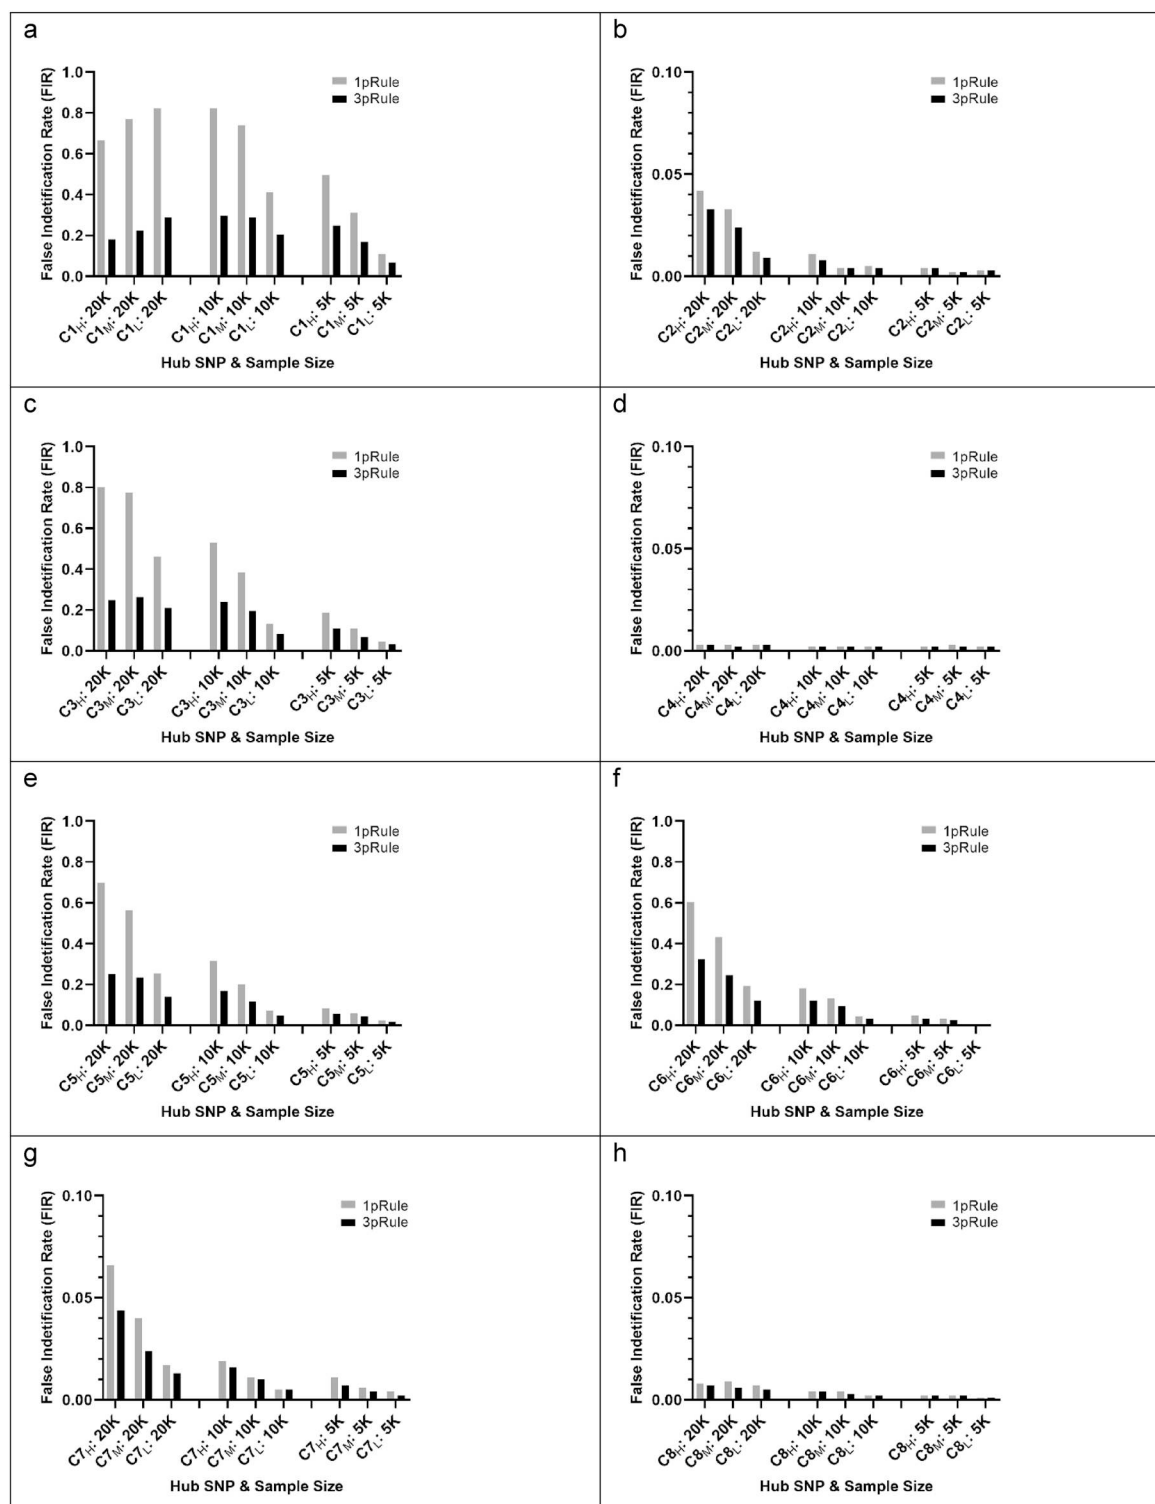 a
False Indetification Rate (FIR)
1.0
0.8
0.6
0.4
0.2
0.0
1pRule
3pRule
C1H: 20K
C1M: 20K
C1L: 20K
C1H: 10K
C1M: 10K
C1L: 10K
C1H: 5K
C1M: 5K
C1L: 5K
Hub SNP & Sample Size
b
False Indetification Rate (FIR)
0.10
0.05
0.00
1pRule
3pRule
C2H: 20K
C2M: 20K
C2L: 20K
C2H: 10K
C2M: 10K
C2L: 10K
C2H: 5K
C2M: 5K
C2L: 5K
Hub SNP & Sample Size
c
False Indetification Rate (FIR)
1.0
0.8
0.6
0.4
0.2
0.0
1pRule
3pRule
C3H: 20K
C3M: 20K
C3L: 20K
C3H: 10K
C3M: 10K
C3L: 10K
C3H: 5K
C3M: 5K
C3L: 5K
Hub SNP & Sample Size
d
False Indetification Rate (FIR)
0.10
0.05
0.00
1pRule
3pRule
C4H: 20K
C4M: 20K
C4L: 20K
C4H: 10K
C4M: 10K
C4L: 10K
C4H: 5K
C4M: 5K
C4L: 5K
Hub SNP & Sample Size
e
False Indetification Rate (FIR)
1.0
0.8
0.6
0.4
0.2
0.0
1pRule
3pRule
C5H: 20K
C5M: 20K
C5L: 20K
C5H: 10K
C5M: 10K
C5L: 10K
C5H: 5K
C5M: 5K
C5L: 5K
Hub SNP & Sample Size
f
False Indetification Rate (FIR)
1.0
0.8
0.6
0.4
0.2
0.0
1pRule
3pRule
C6H: 20K
C6M: 20K
C6L: 20K
C6H: 10K
C6M: 10K
C6L: 10K
C6H: 5K
C6M: 5K
C6L: 5K
Hub SNP & Sample Size
g
False Indetification Rate (FIR)
0.10
0.05
0.00
1pRule
3pRule
C7H: 20K
C7M: 20K
C7L: 20K
C7H: 10K
C7M: 10K
C7L: 10K
C7H: 5K
C7M: 5K
C7L: 5K
Hub SNP & Sample Size
h
False Indetification Rate (FIR)
0.10
0.05
0.00
1pRule
3pRule
C8H: 20K
C8M: 20K
C8L: 20K
C8H: 10K
C8M: 10K
C8L: 10K
C8H: 5K
C8M: 5K
C8L: 5K
Hub SNP & Sample Size